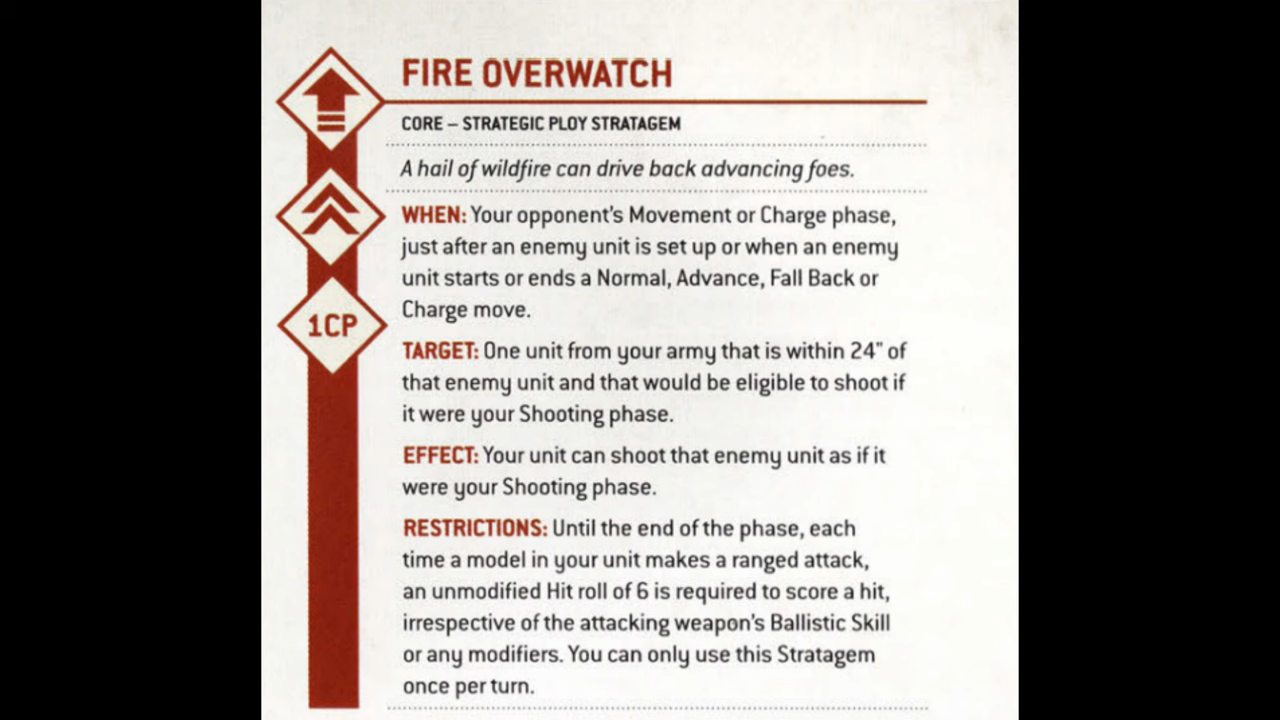 FIRE OVERWATCH
CORE – STRATEGIC PLOY STRATAGEM
A hail of wildfire can drive back advancing foes.
WHEN: Your opponent's Movement or Charge phase,
just after an enemy unit is set up or when an enemy
unit starts or ends a Normal, Advance, Fall Back or
Charge move.
1CP
TARGET: One unit from your army that is within 24" of
that enemy unit and that would be eligible to shoot if
it were your Shooting phase.
EFFECT: Your unit can shoot that enemy unit as if it
were your Shooting phase.
RESTRICTIONS: Until the end of the phase, each
time a model in your unit makes a ranged attack,
an unmodified Hit roll of 6 is required to score a hit,
irrespective of the attacking weapon's Ballistic Skill
or any modifiers. You can only use this Stratagem
once per turn.